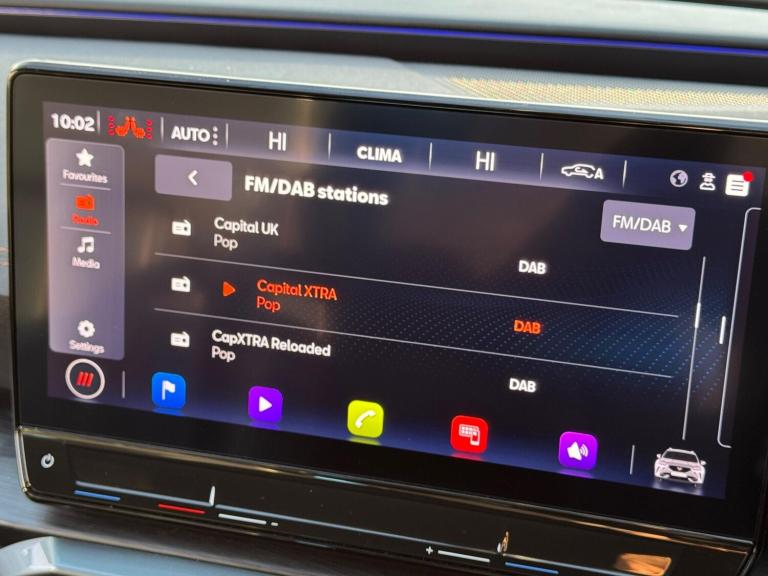 10:02
AUTO
HI
CLIMA
HI
A
Favourites
FM/DAB stations
FM/DAB
Radio
Capital UK
Pop
DAB
Media
Capital XTRA
Pop
DAB
Settings
CapXTRA Reloaded
Pop
DAB